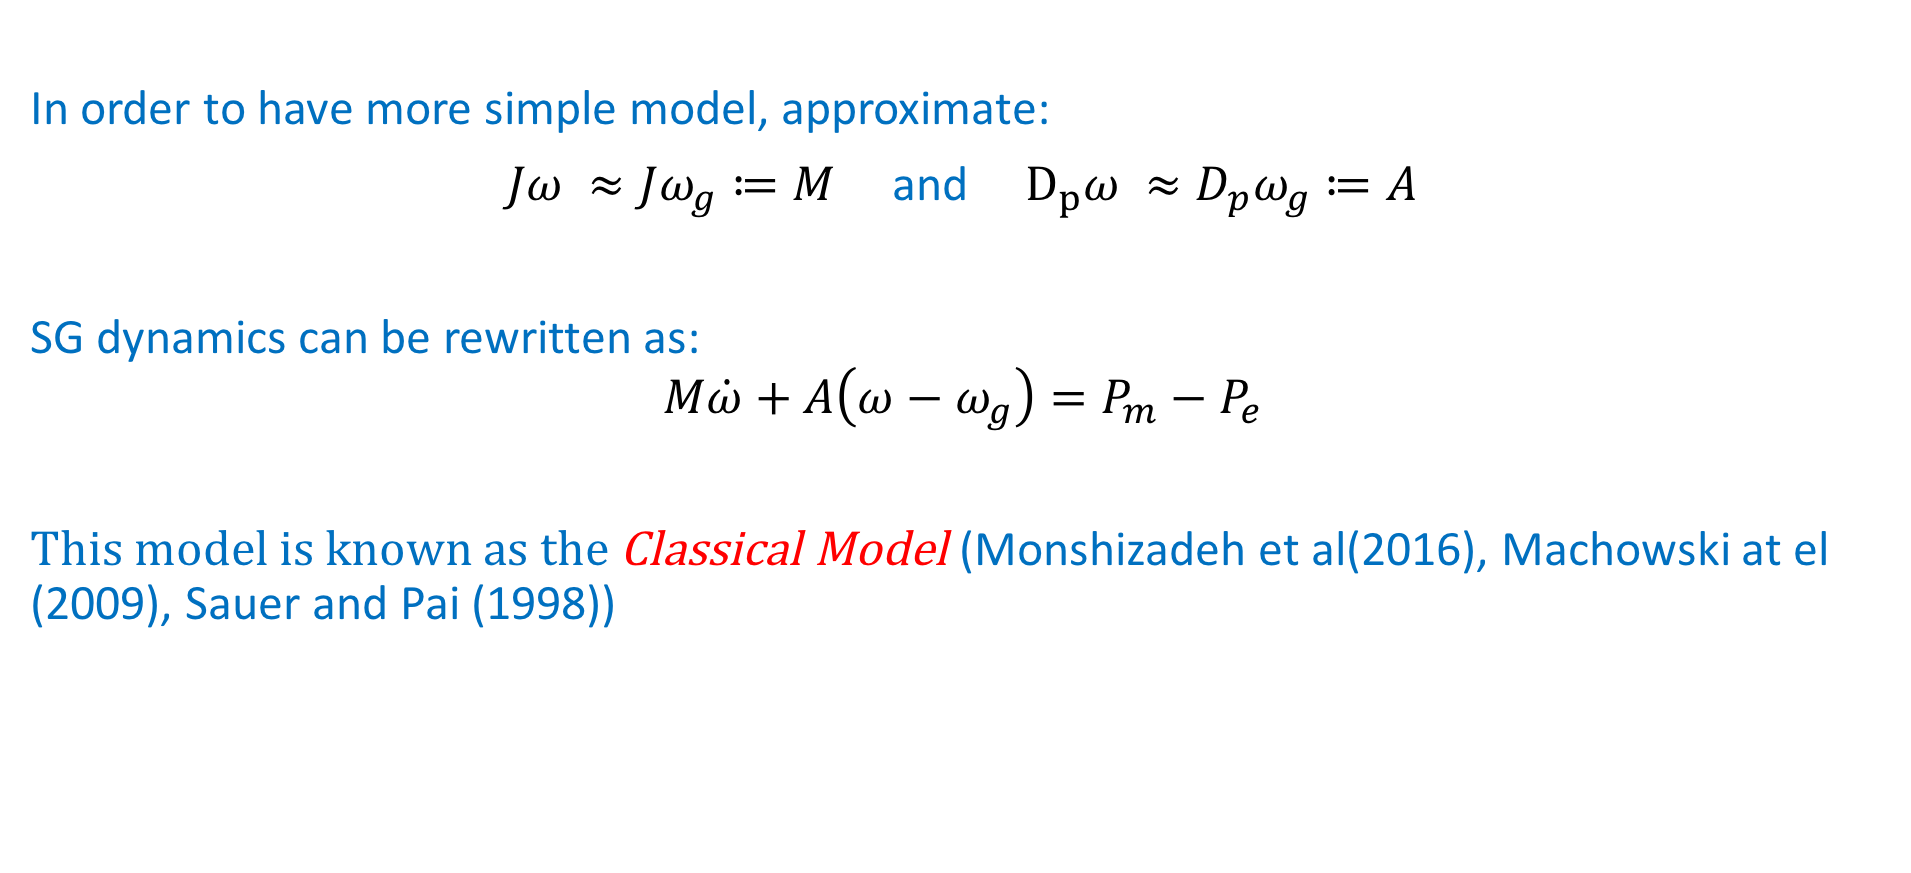 In order to have more simple model, approximate:
Jω ≈ Jω_g ≔ M and D_pω ≈ D_pω_g ≔ A
SG dynamics can be rewritten as:
Mω̇ + A(ω − ω_g) = P_m − P_e
This model is known as the Classical Model (Monshizadeh et al(2016), Machowski at el
(2009), Sauer and Pai (1998))